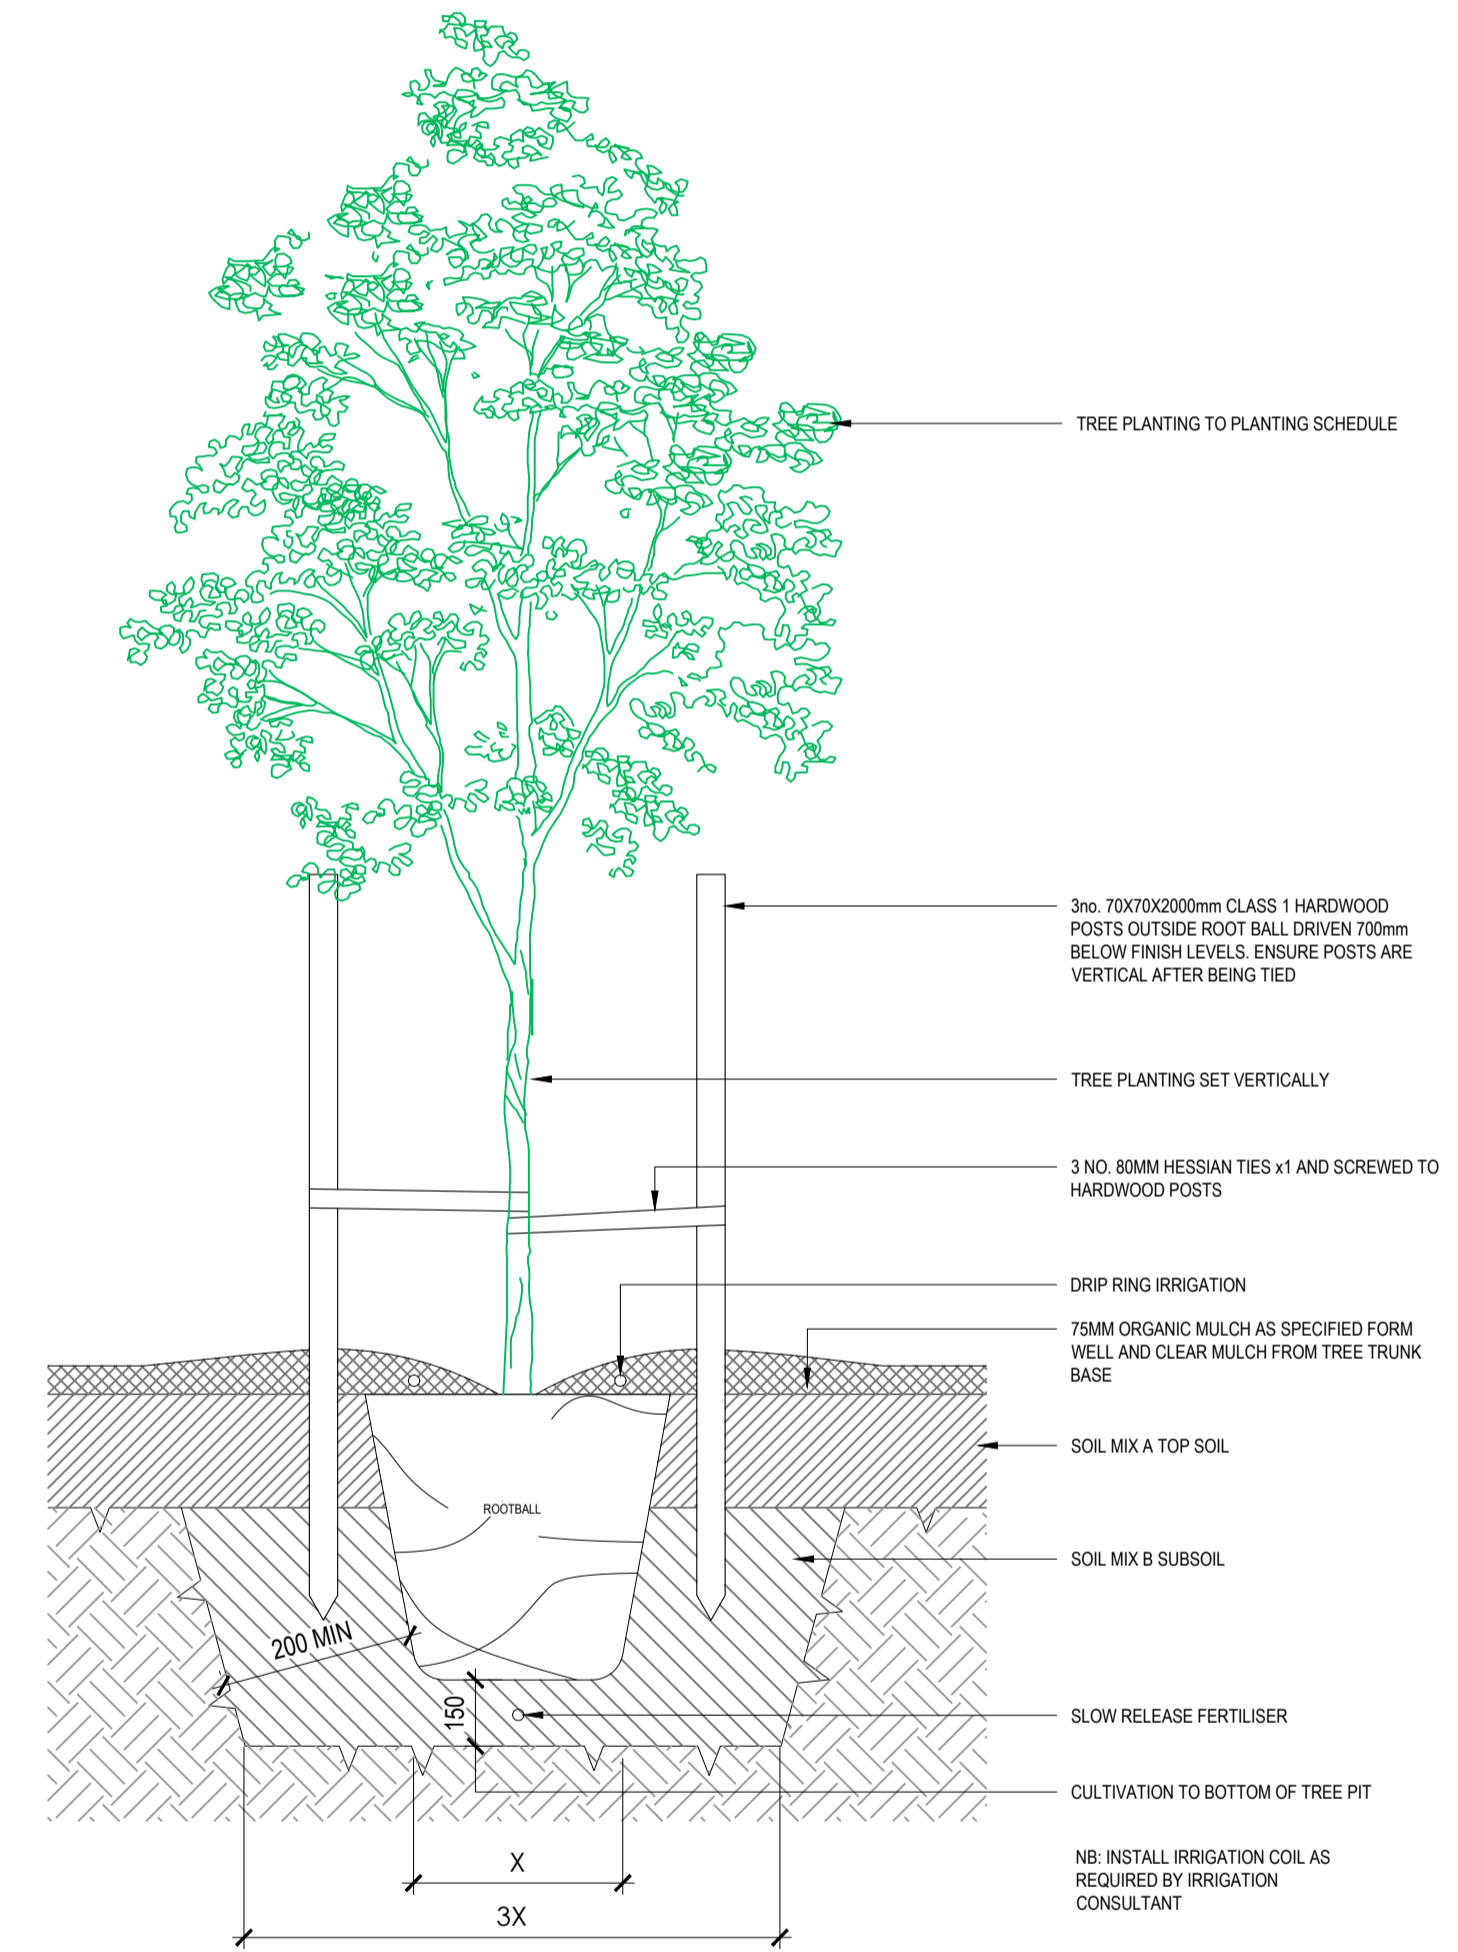 TREE PLANTING TO PLANTING SCHEDULE
3no. 70X70X2000mm CLASS 1 HARDWOOD
POSTS OUTSIDE ROOT BALL DRIVEN 700mm
BELOW FINISH LEVELS. ENSURE POSTS ARE
VERTICAL AFTER BEING TIED
TREE PLANTING SET VERTICALLY
3 NO. 80MM HESSIAN TIES x1 AND SCREWED TO
HARDWOOD POSTS
DRIP RING IRRIGATION
75MM ORGANIC MULCH AS SPECIFIED FORM
WELL AND CLEAR MULCH FROM TREE TRUNK
BASE
SOIL MIX A TOP SOIL
ROOTBALL
SOIL MIX B SUBSOIL
200 MIN
150
SLOW RELEASE FERTILISER
CULTIVATION TO BOTTOM OF TREE PIT
NB: INSTALL IRRIGATION COIL AS
REQUIRED BY IRRIGATION
CONSULTANT
X
3X